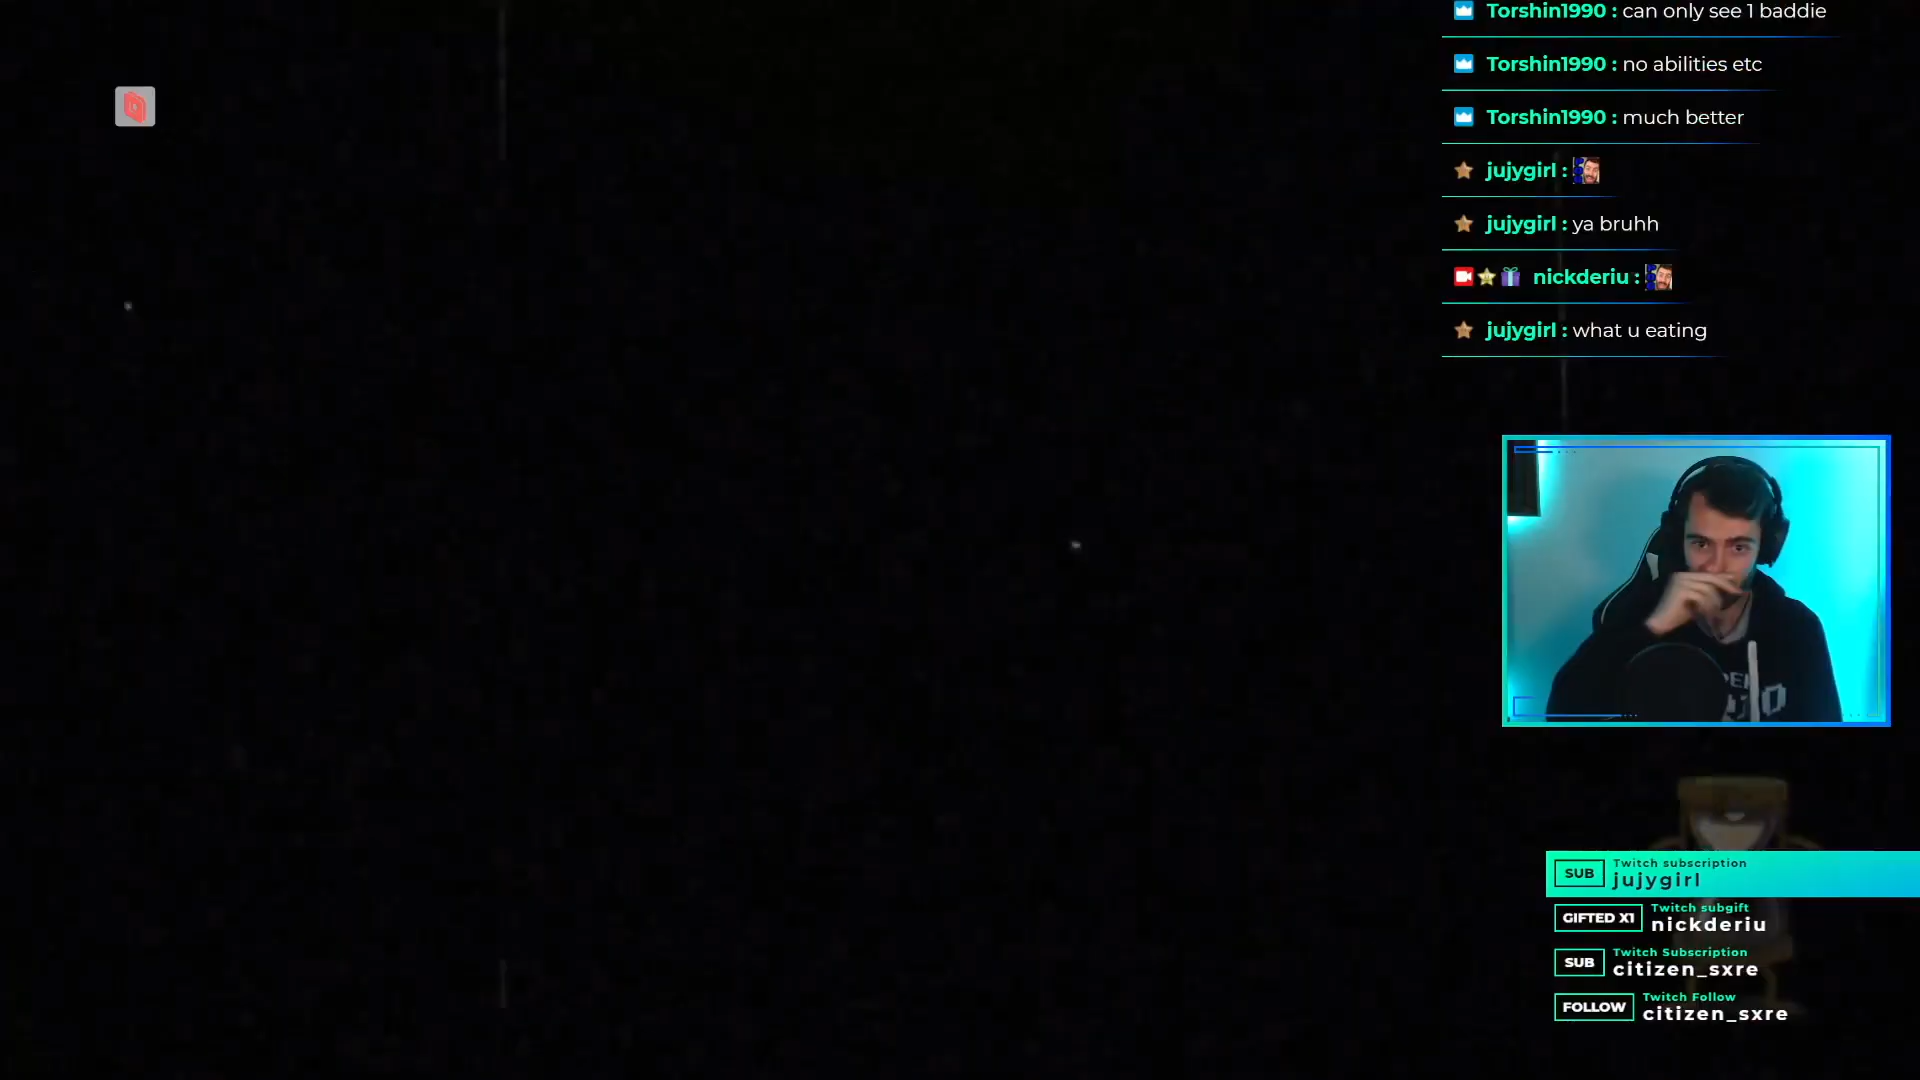 Torshin1990 : can only see 1 baddie
Torshin1990 : no abilities etc
Torshin1990 : much better
jujygirl :
jujygirl : ya bruhh
nickderiu :
jujygirl : what u eating
SUB Twitch subscription
jujygirl
GIFTED X1 Twitch subgift
nickderiu
SUB Twitch Subscription
citizen_sxre
FOLLOW Twitch Follow
citizen_sxre